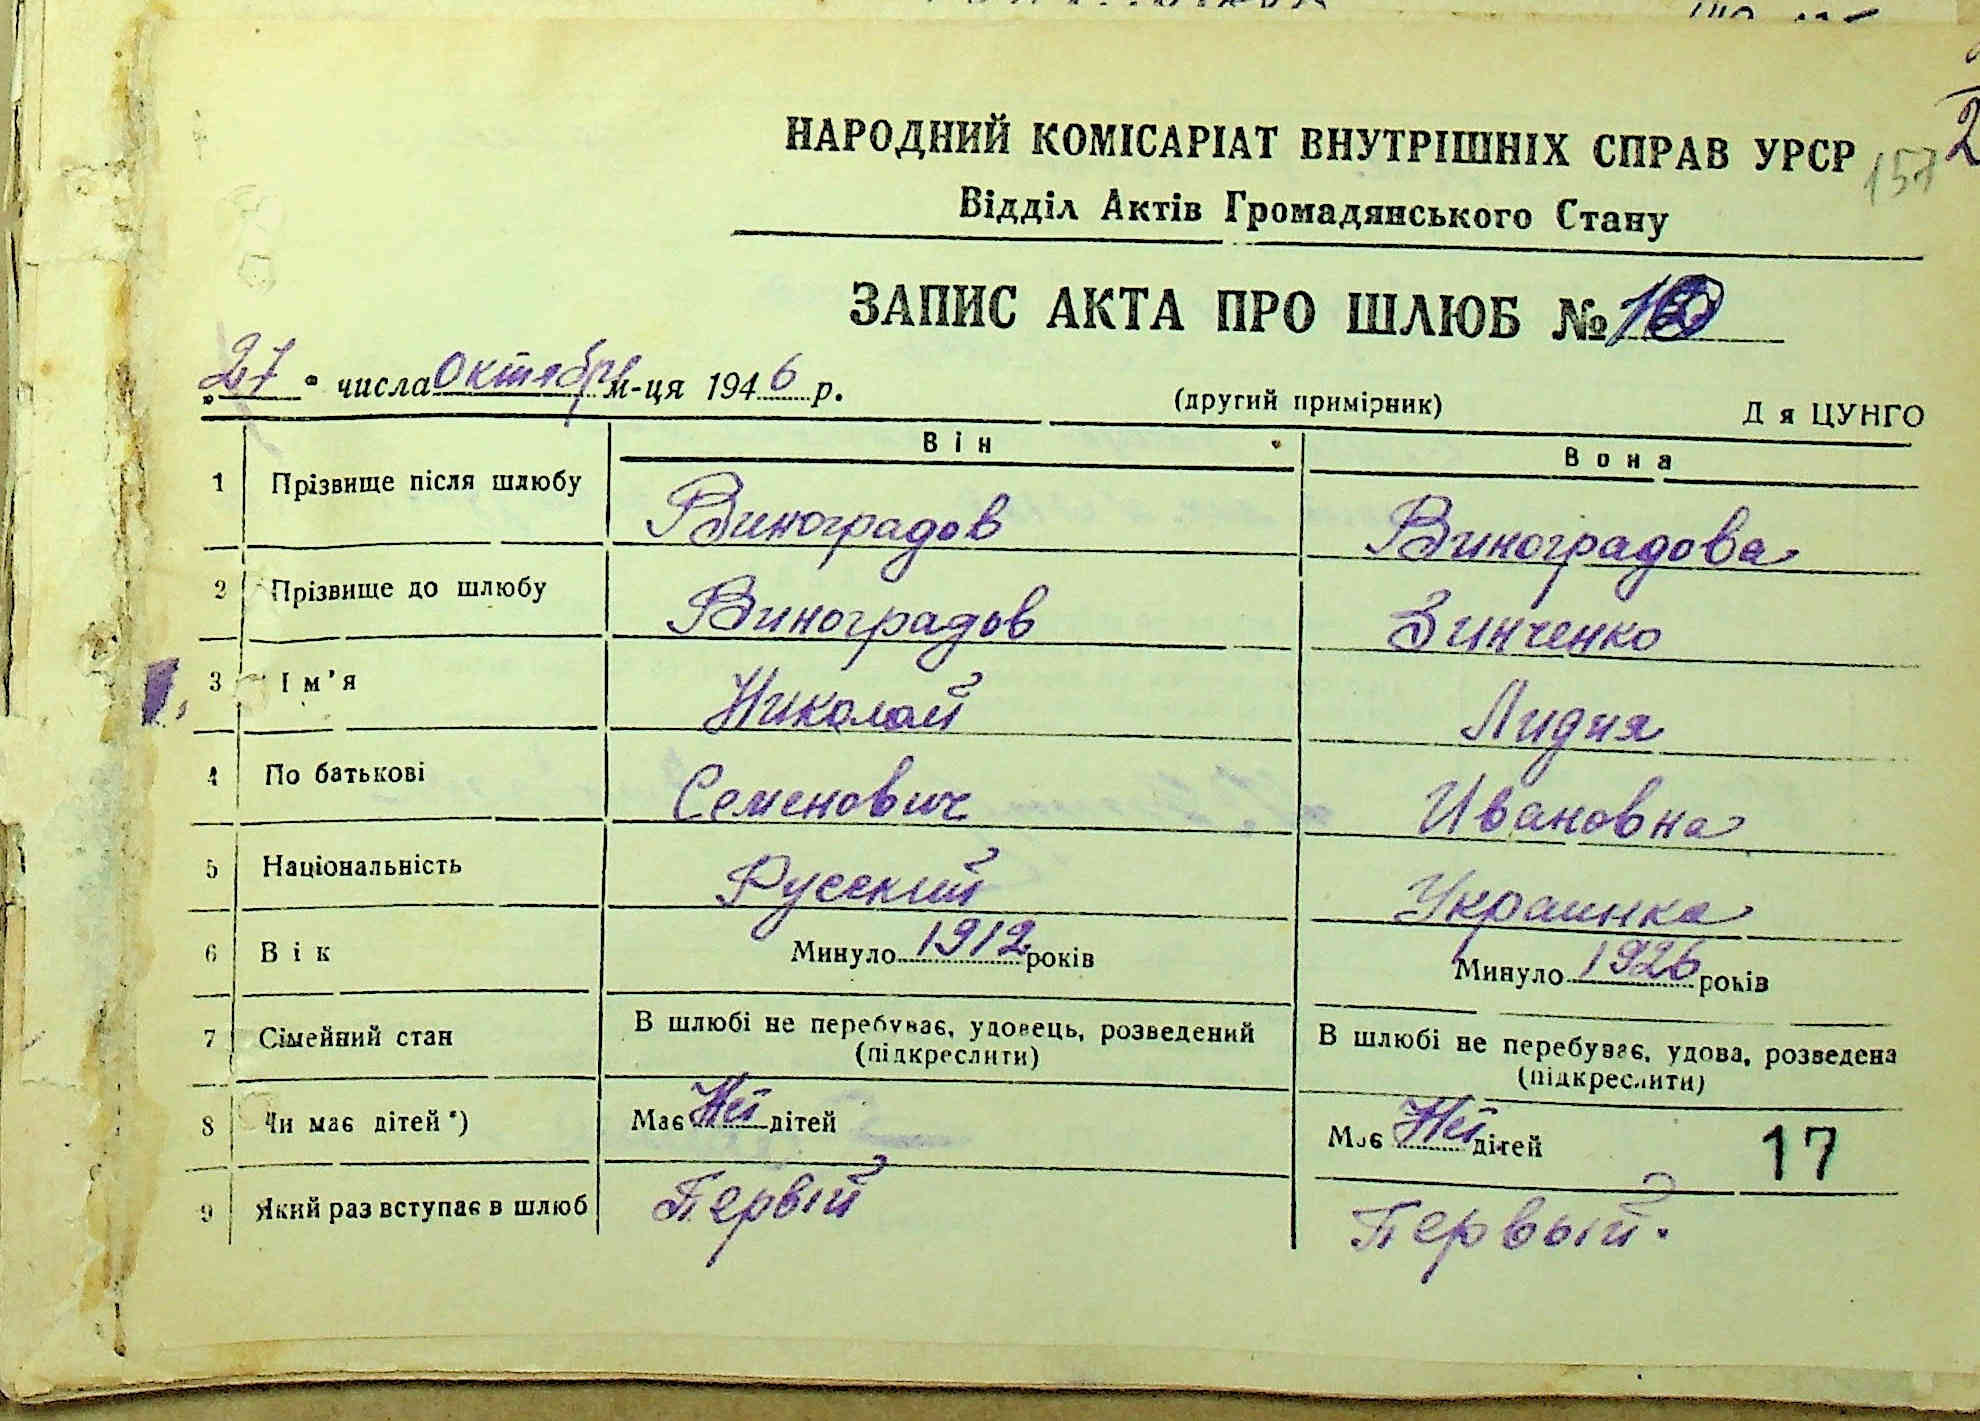 157
НАРОДНИЙ КОМІСАРІАТ ВНУТРІШНІХ СПРАВ УРСР
Відділ Актів Громадянського Стану
ЗАПИС АКТА ПРО ШЛЮБ №
„27" числа октября м-ця 1946 р.
(другий примірник) Д я ЦУНГО
Він Вона
1 Прізвище після шлюбу Виноградов Виноградова
2 Прізвище до шлюбу Виноградов Зинченко
3 Ім'я Николай Лидия
4 По батькові Семенович Ивановна
5 Національність Русский Украинка
6 Вік Минуло 1912 років Минуло 1926 років
7 Сімейний стан В шлюбі не перебуває, удовець, розведений В шлюбі не перебуває, удова, розведена
(підкреслити) (підкреслити)
8 Чи має дітей*) Має Нет дітей Має Нет дітей 17
9 Який раз вступає в шлюб Первый Первый.